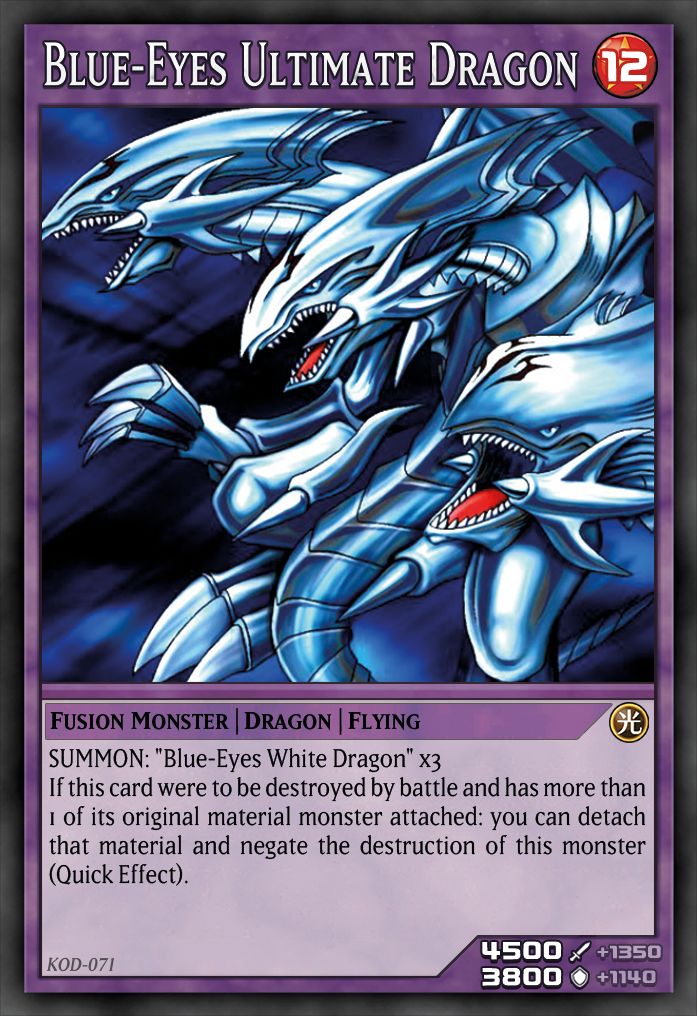 Blue-Eyes Ultimate Dragon 12
Fusion Monster | Dragon | Flying 光
SUMMON: "Blue-Eyes White Dragon" x3
If this card were to be destroyed by battle and has more than
1 of its original material monster attached: you can detach
that material and negate the destruction of this monster
(Quick Effect).
4500 +1350
KOD-071 3800 +1140